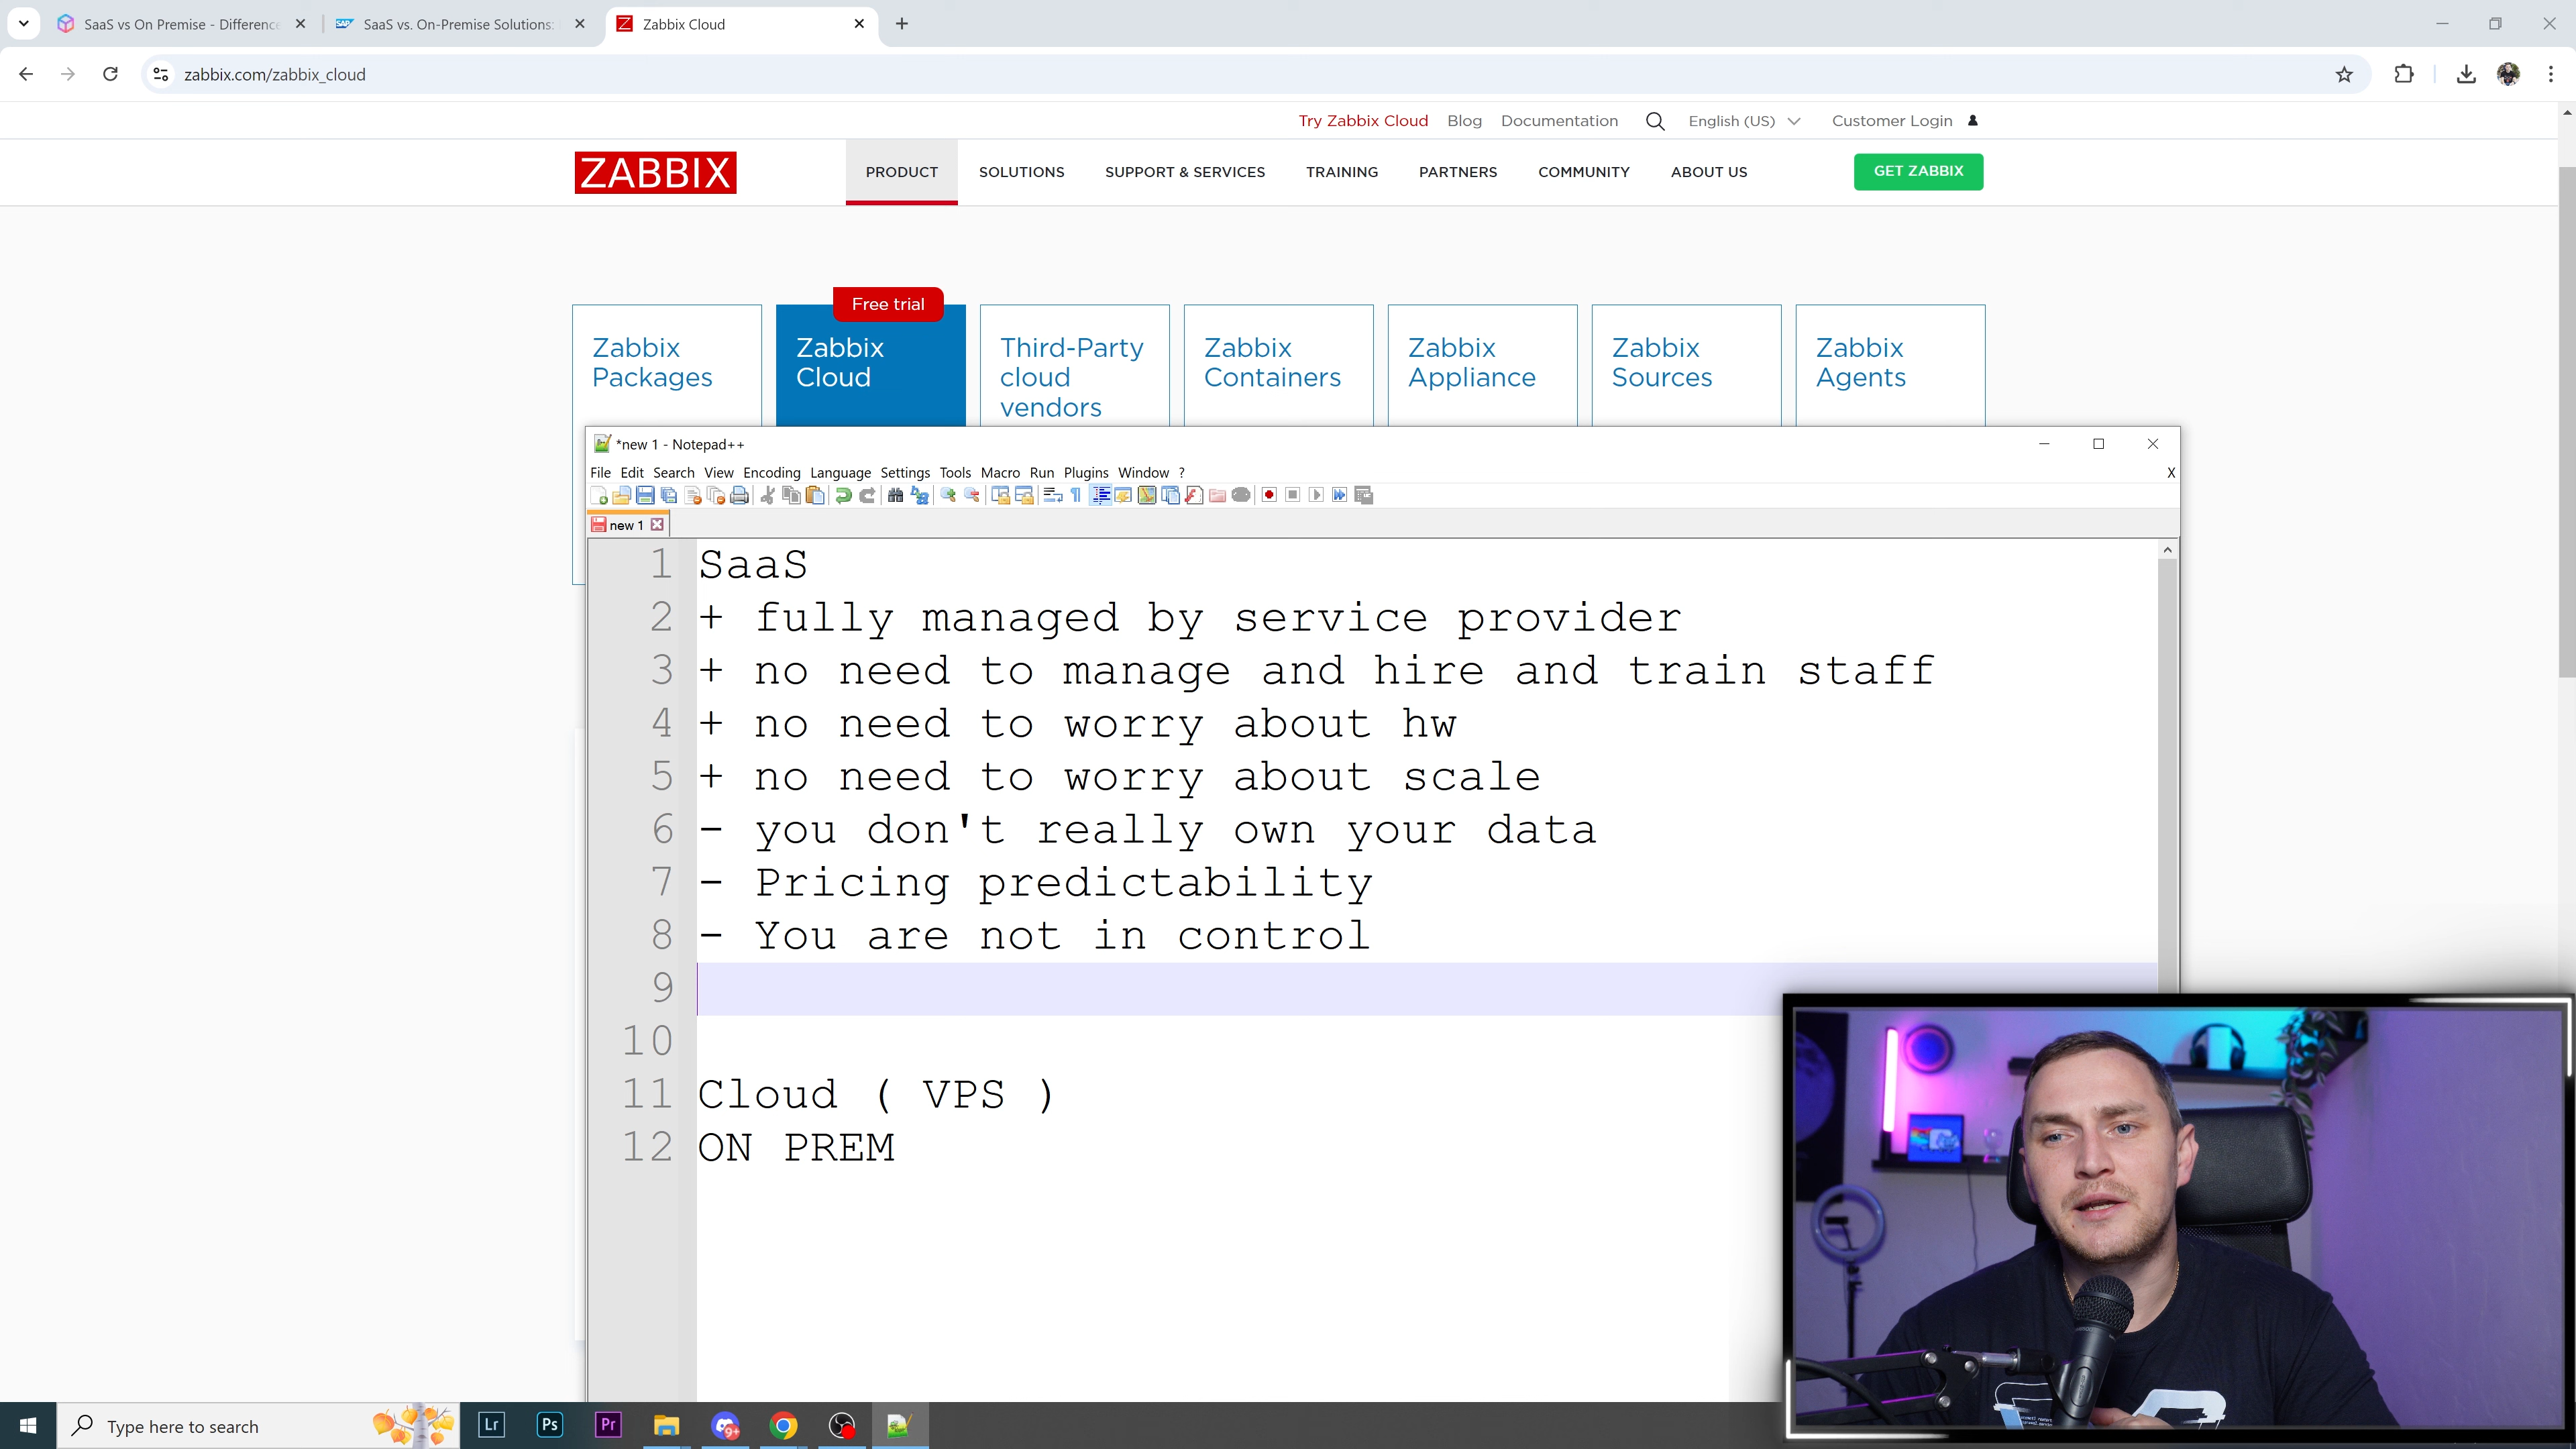 SaaS vs On Premise - Difference
SaaS vs. On-Premise Solutions:
Zabbix Cloud
zabbix.com/zabbix_cloud
Try Zabbix Cloud
Blog
Documentation
English (US)
Customer Login
ZABBIX
PRODUCT
SOLUTIONS
SUPPORT & SERVICES
TRAINING
PARTNERS
COMMUNITY
ABOUT US
GET ZABBIX
Free trial
Zabbix
Packages
Zabbix
Cloud
Third-Party
cloud
vendors
Zabbix
Containers
Zabbix
Appliance
Zabbix
Sources
Zabbix
Agents
*new 1 - Notepad++
File Edit Search View Encoding Language Settings Tools Macro Run Plugins Window ?
X
new 1
1 SaaS
2 + fully managed by service provider
3 + no need to manage and hire and train staff
4 + no need to worry about hw
5 + no need to worry about scale
6 - you don't really own your data
7 - Pricing predictability
8 - You are not in control
9
10
11 Cloud ( VPS )
12 ON PREM
Type here to search
Lr
Ps
Pr
9+